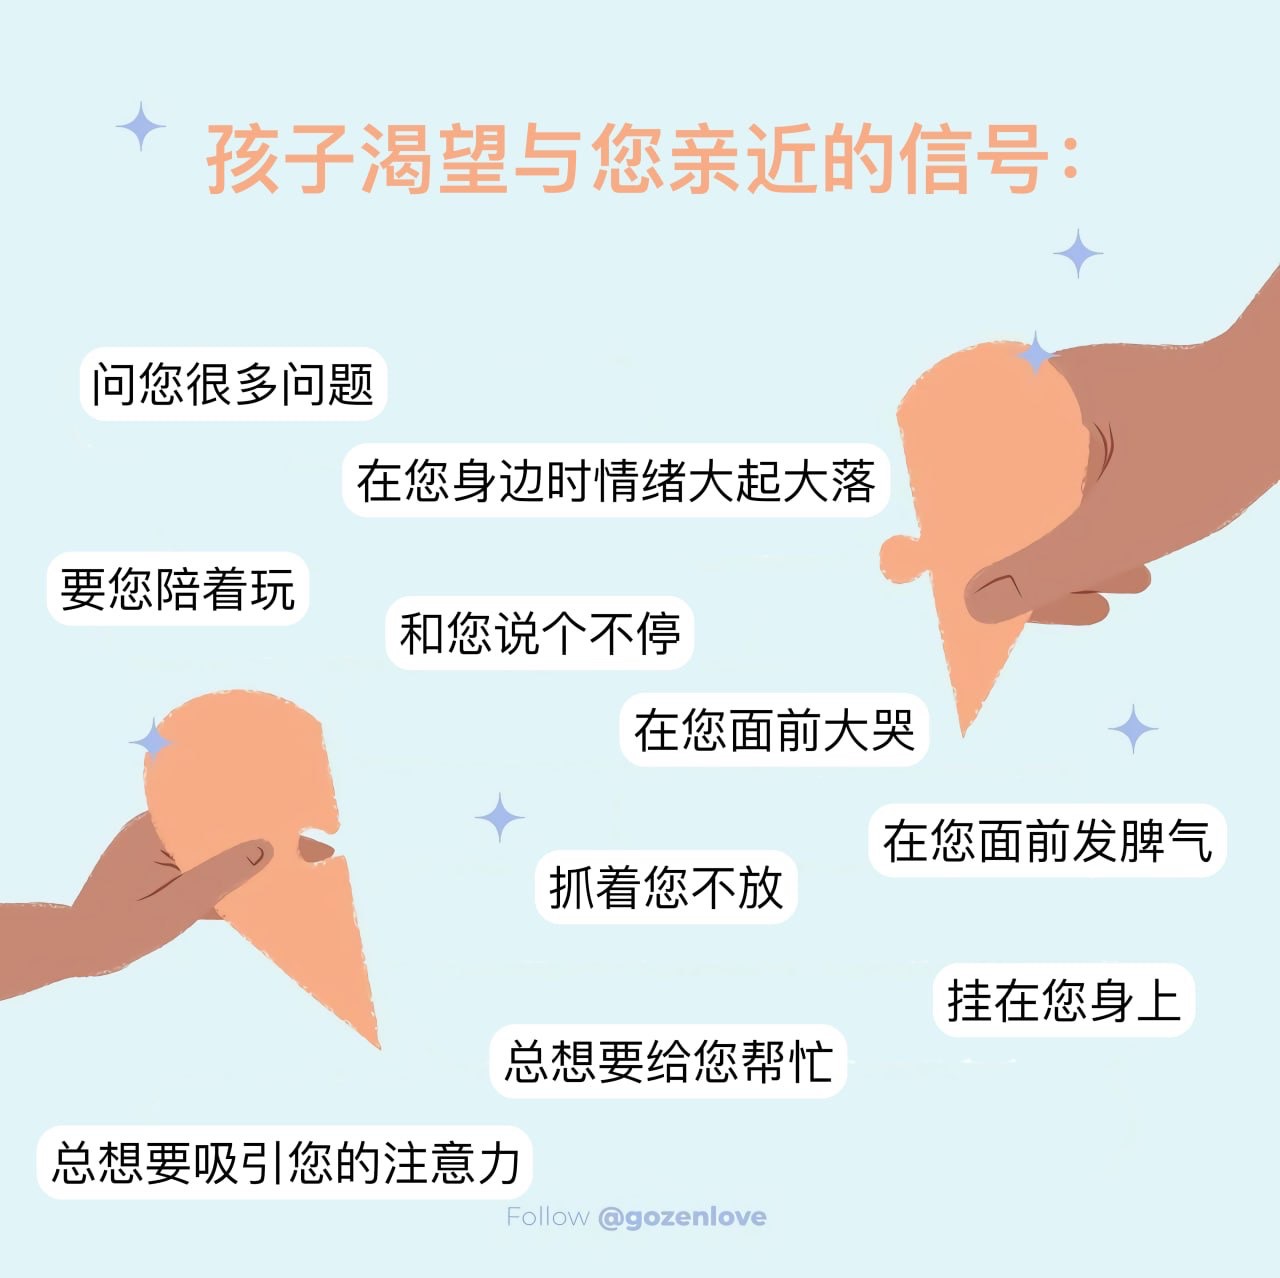 孩子渴望与您亲近的信号：
问您很多问题
在您身边时情绪大起大落
要您陪着玩
和您说个不停
在您面前大哭
在您面前发脾气
抓着您不放
挂在您身上
总想要给您帮忙
总想要吸引您的注意力
Follow @gozenlove